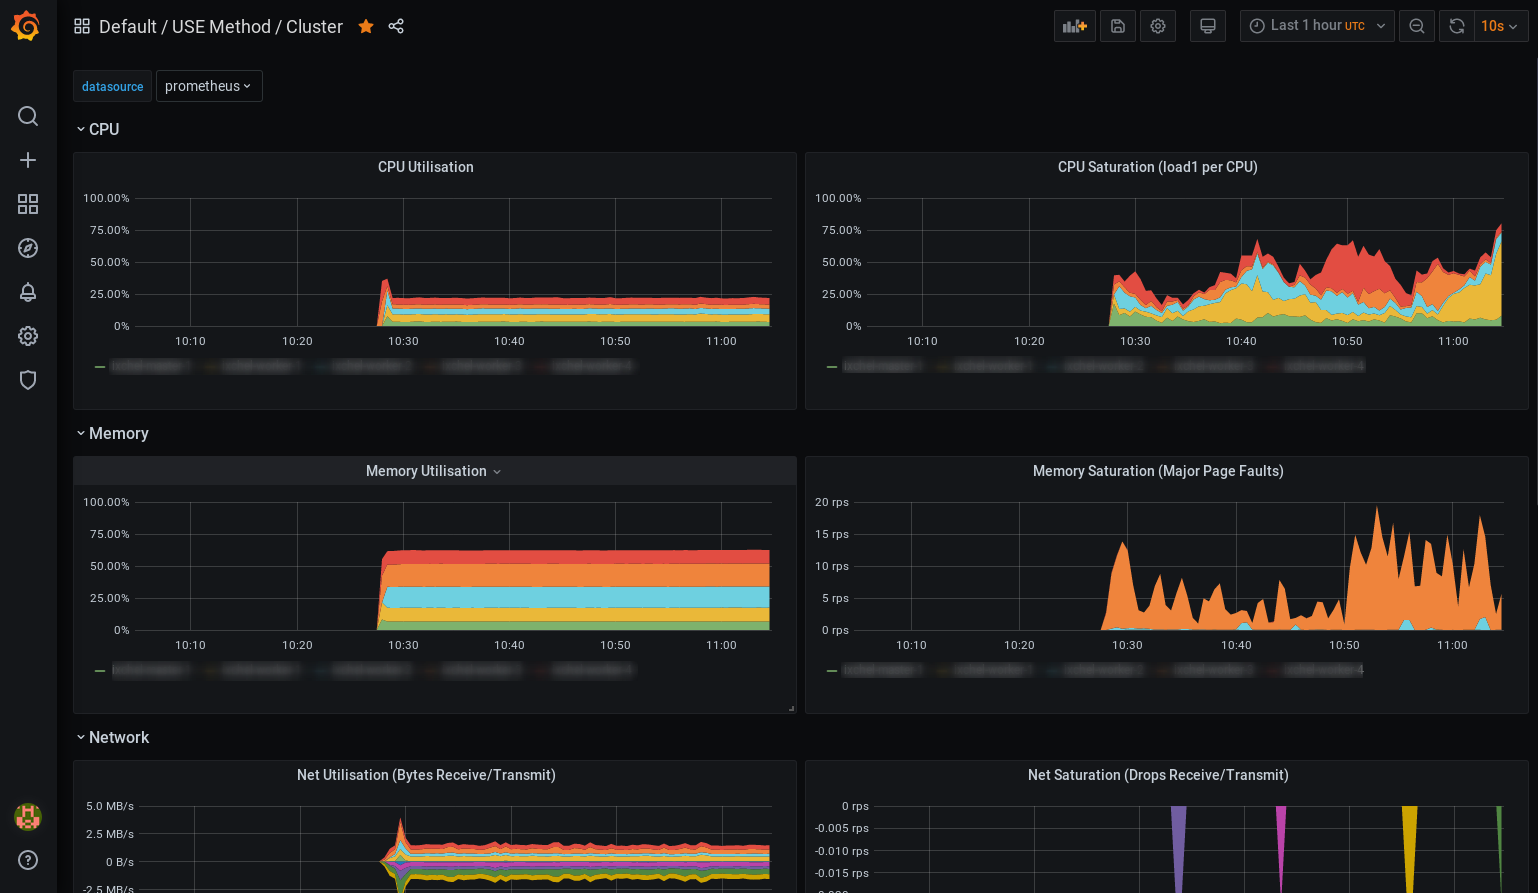 Default / USE Method / Cluster
Last 1 hour UTC
10s
datasource prometheus
CPU
CPU Utilisation
100.00%
75.00%
50.00%
25.00%
0%
10:10 10:20 10:30 10:40 10:50 11:00
CPU Saturation (load1 per CPU)
100.00%
75.00%
50.00%
25.00%
0%
10:10 10:20 10:30 10:40 10:50 11:00
Memory
Memory Utilisation
100.00%
75.00%
50.00%
25.00%
0%
10:10 10:20 10:30 10:40 10:50 11:00
Memory Saturation (Major Page Faults)
20 rps
15 rps
10 rps
5 rps
0 rps
10:10 10:20 10:30 10:40 10:50 11:00
Network
Net Utilisation (Bytes Receive/Transmit)
5.0 MB/s
2.5 MB/s
0 B/s
-2.5 MB/s
Net Saturation (Drops Receive/Transmit)
0 rps
-0.005 rps
-0.010 rps
-0.015 rps